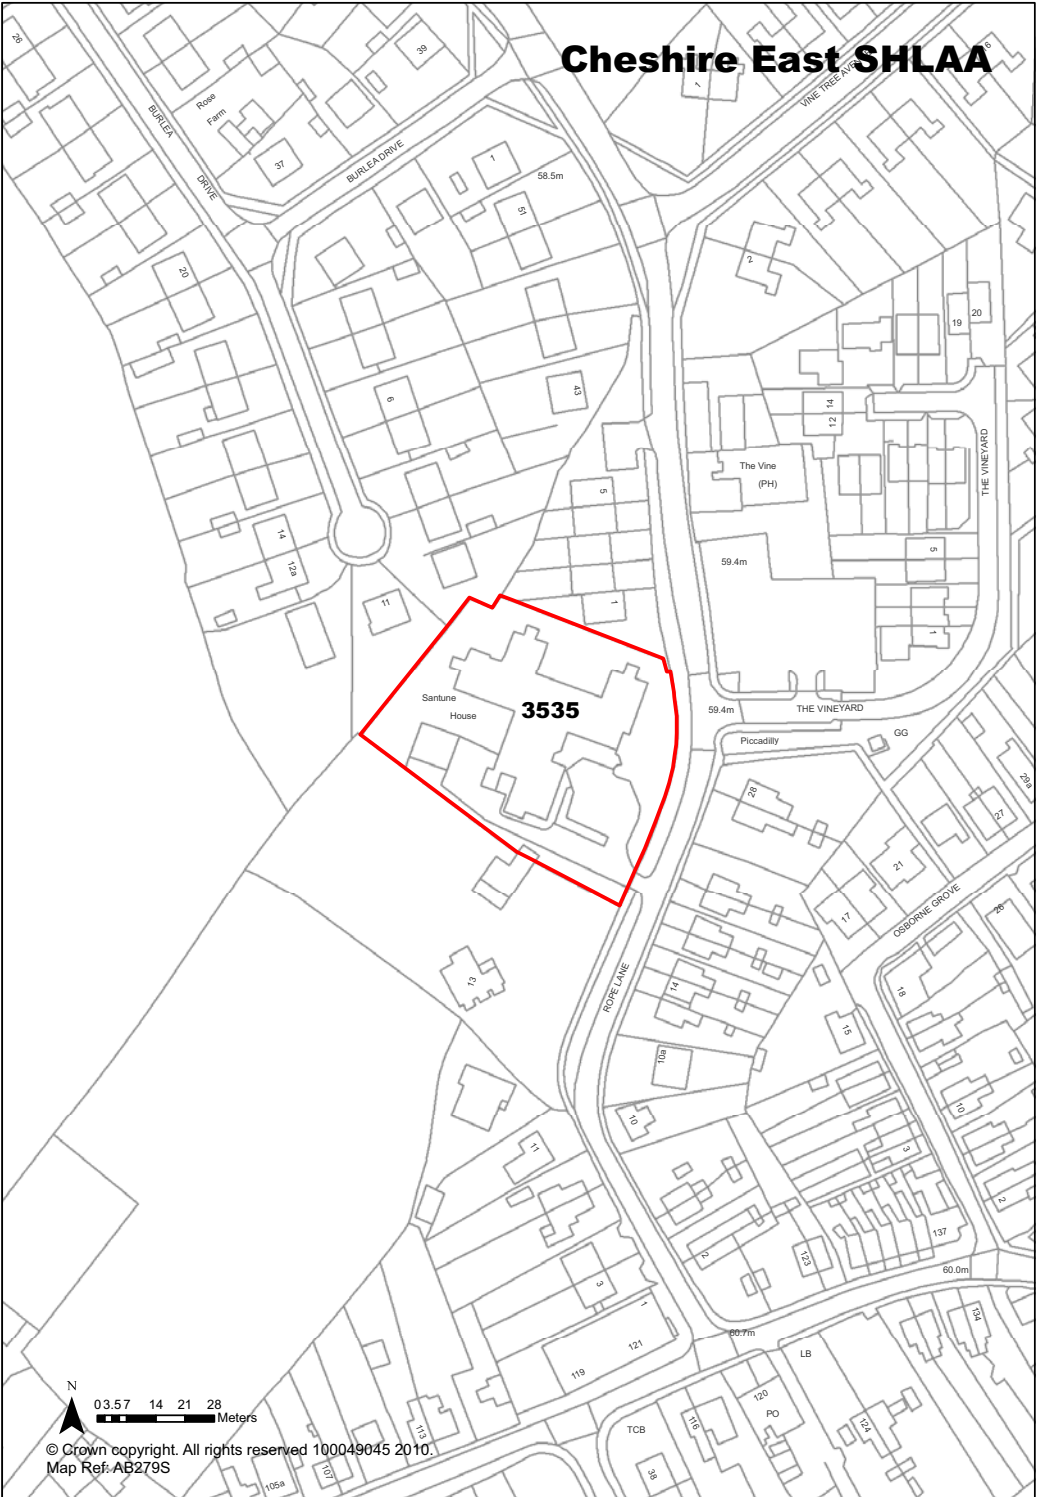 Cheshire East SHLAA
26
39
1
16
VINE TREE AVE
Rose
Farm
BURLEA
DRIVE
37
BURLEA DRIVE
1
58.5m
51
2
20
19
20
6
43
14
12
The Vine
(PH)
THE VINEYARD
5
14
12a
59.4m
5
11
1
1
Santune
House
3535
59.4m
THE VINEYARD
Piccadilly
GG
28
29a
27
21
17
OSBORNE GROVE
26
13
ROPE LANE
14
18
15
10a
10
10
11
3
2
137
2
123
3
60.0m
1
121
60.7m
134
119
LB
120
PO
N
0 3.5 7 14 21 28
Meters
TCB
116
124
113
© Crown copyright. All rights reserved 100049045 2010.
Map Ref: AB279S
107
105a
38